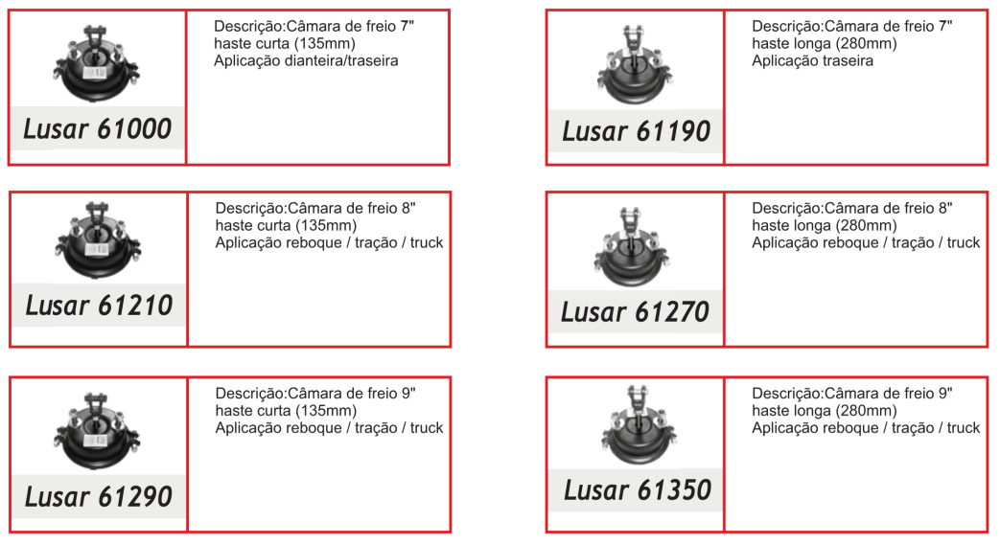 Descrição:Câmara de freio 7"
haste curta (135mm)
Aplicação dianteira/traseira
Lusar 61000
Descrição:Câmara de freio 7"
haste longa (280mm)
Aplicação traseira
Lusar 61190
Descrição:Câmara de freio 8"
haste curta (135mm)
Aplicação reboque / tração / truck
Lusar 61210
Descrição:Câmara de freio 8"
haste longa (280mm)
Aplicação reboque / tração / truck
Lusar 61270
Descrição:Câmara de freio 9"
haste curta (135mm)
Aplicação reboque / tração / truck
Lusar 61290
Descrição:Câmara de freio 9"
haste longa (280mm)
Aplicação reboque / tração / truck
Lusar 61350